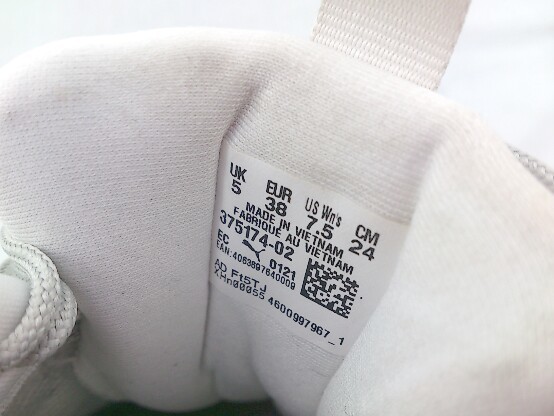 UK EUR US Wn's CM
5 38 7.5 24
MADE IN VIETNAM
FABRIQUE AU VIETNAM
375174-02
EC 0121
EAN:4063697640009
AD Ft5TJ
4600997967_1